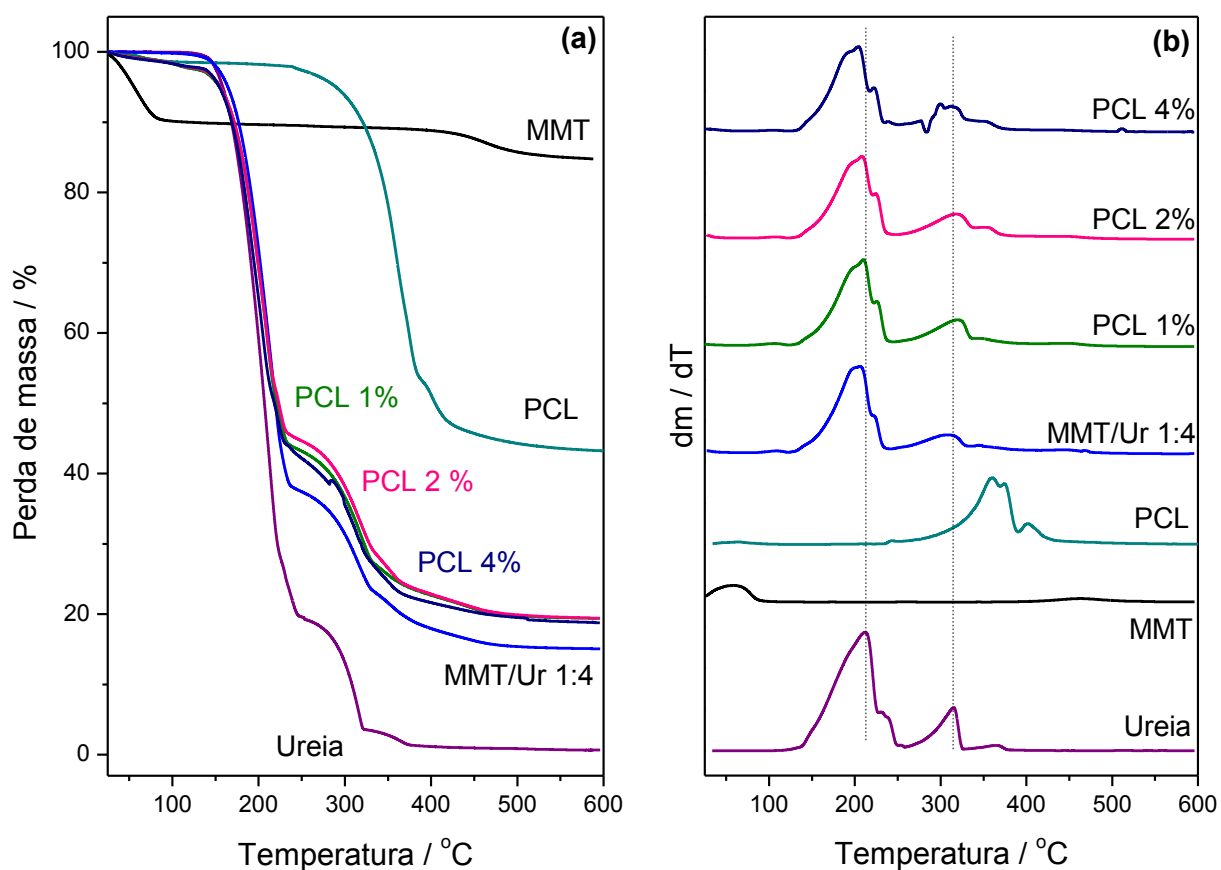 (a)
100
80
60
40
20
0
Perda de massa / %
MMT
PCL
PCL 1%
PCL 2 %
PCL 4%
MMT/Ur 1:4
Ureia
100 200 300 400 500 600
Temperatura / °C
(b)
dm / dT
PCL 4%
PCL 2%
PCL 1%
MMT/Ur 1:4
PCL
MMT
Ureia
100 200 300 400 500 600
Temperatura / °C